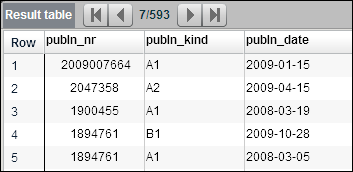 Result table 7/593
Row publn_nr publn_kind publn_date
1 2009007664 A1 2009-01-15
2 2047358 A2 2009-04-15
3 1900455 A1 2008-03-19
4 1894761 B1 2009-10-28
5 1894761 A1 2008-03-05